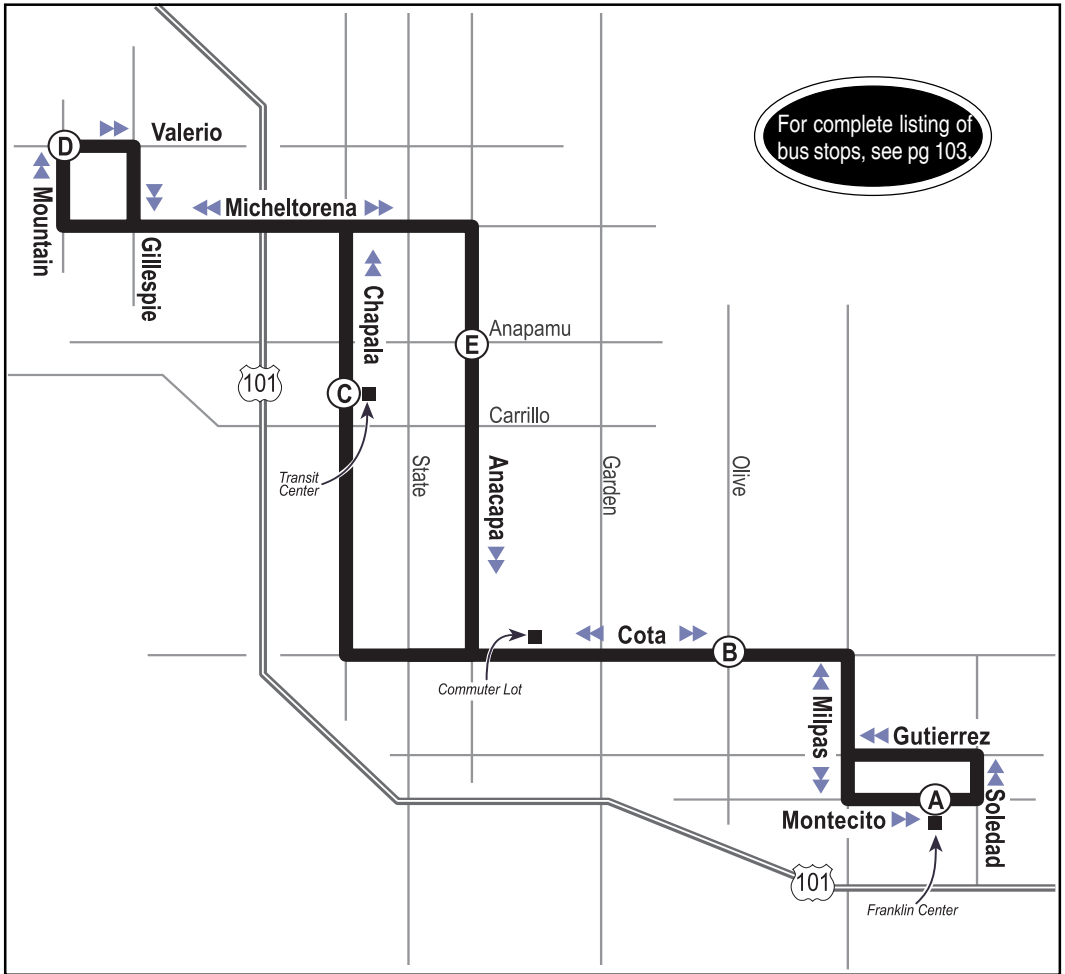 For complete listing of
bus stops, see pg 103.
D
Valerio
Mountain
Micheltorena
Gillespie
Chapala
Anapamu
E
101
C
Carrillo
Transit
Center
State
Anacapa
Garden
Olive
Cota
B
Commuter Lot
Milpas
Gutierrez
A
Montecito
Soledad
101
Franklin Center